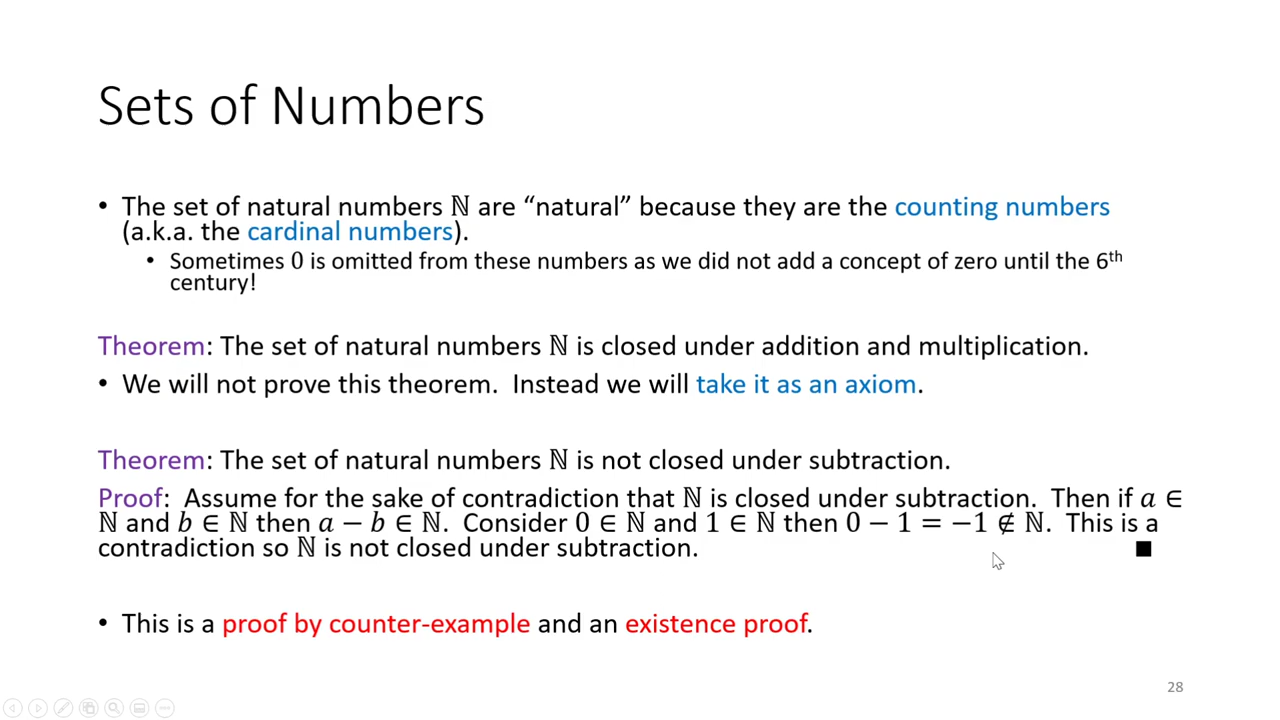 Sets of Numbers
• The set of natural numbers ℕ are “natural” because they are the counting numbers
(a.k.a. the cardinal numbers).
• Sometimes 0 is omitted from these numbers as we did not add a concept of zero until the 6th
century!
Theorem: The set of natural numbers ℕ is closed under addition and multiplication.
• We will not prove this theorem.  Instead we will take it as an axiom.
Theorem: The set of natural numbers ℕ is not closed under subtraction.
Proof:  Assume for the sake of contradiction that ℕ is closed under subtraction.  Then if a ∈
ℕ and b ∈ ℕ then a − b ∈ ℕ.  Consider 0 ∈ ℕ and 1 ∈ ℕ then 0 − 1 = −1 ∉ ℕ.  This is a
contradiction so ℕ is not closed under subtraction. ■
• This is a proof by counter-example and an existence proof.
28